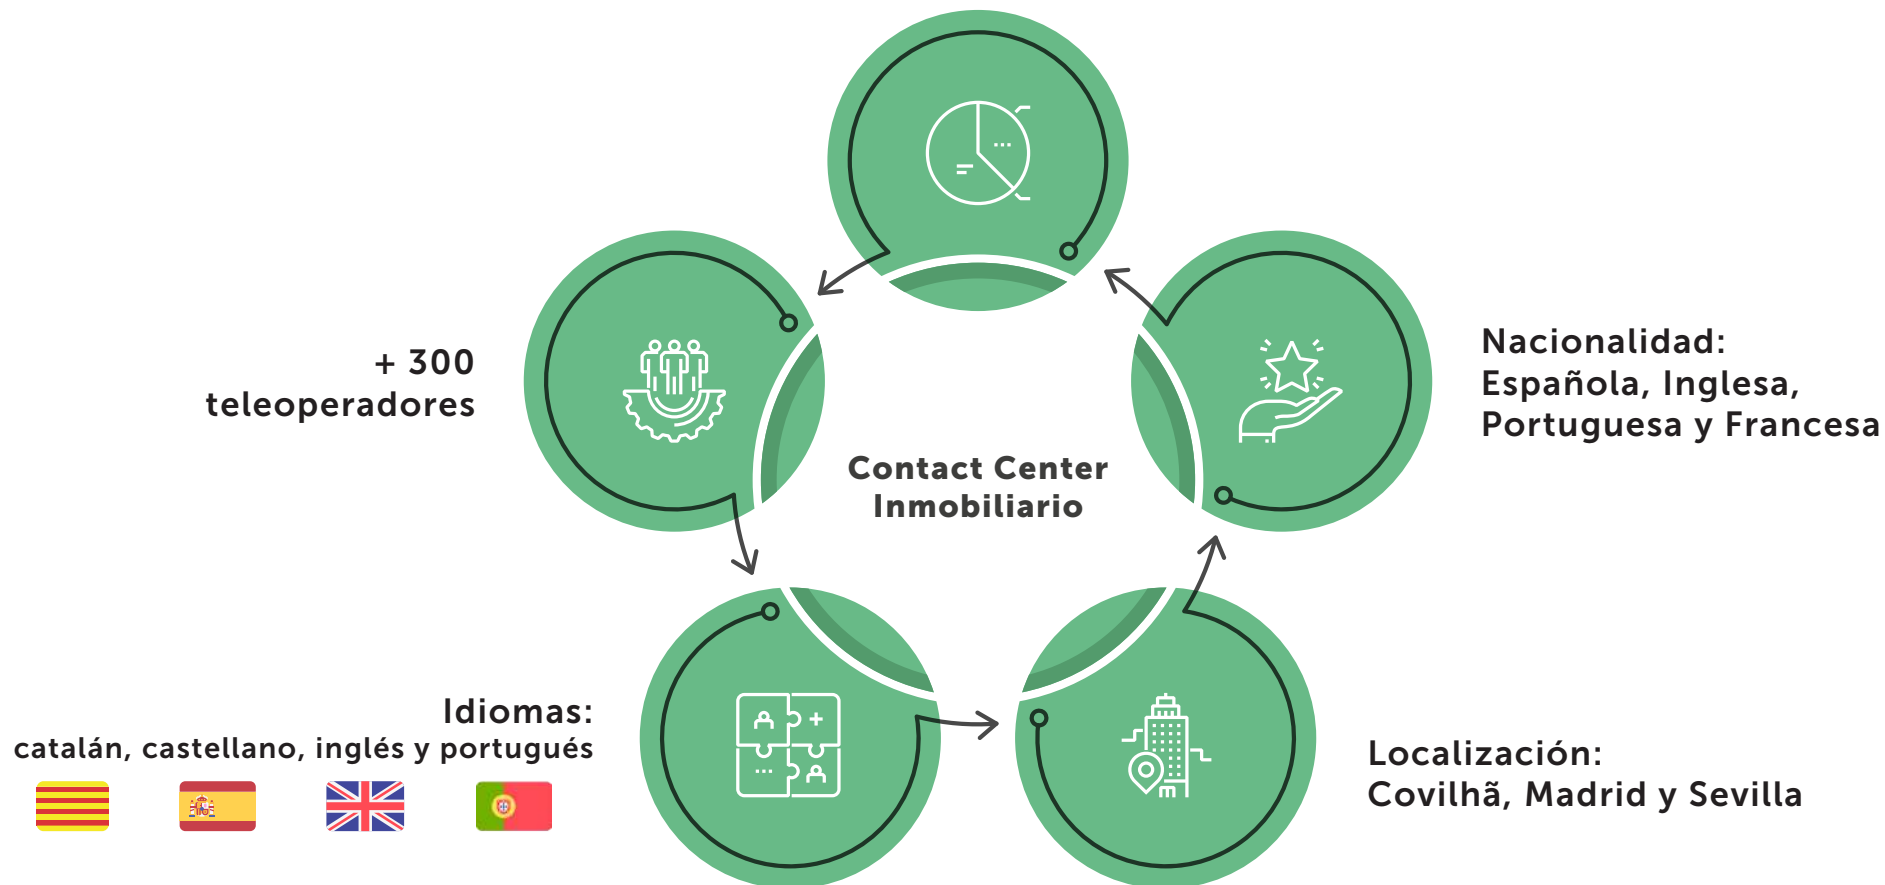 + 300
teleoperadores
Nacionalidad:
Española, Inglesa,
Portuguesa y Francesa
Contact Center
Inmobiliario
Idiomas:
catalán, castellano, inglés y portugués
Localización:
Covilhã, Madrid y Sevilla